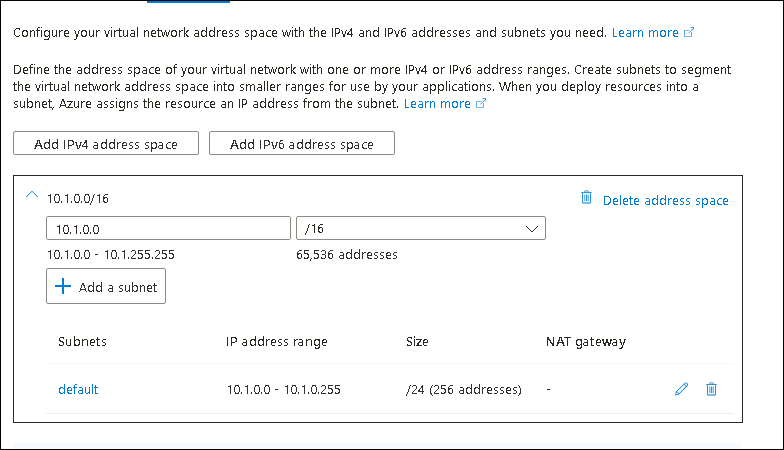 Configure your virtual network address space with the IPv4 and IPv6 addresses and subnets you need. Learn more
Define the address space of your virtual network with one or more IPv4 or IPv6 address ranges. Create subnets to segment
the virtual network address space into smaller ranges for use by your applications. When you deploy resources into a
subnet, Azure assigns the resource an IP address from the subnet. Learn more
Add IPv4 address space Add IPv6 address space
10.1.0.0/16 Delete address space
10.1.0.0 /16
10.1.0.0 - 10.1.255.255 65,536 addresses
Add a subnet
Subnets IP address range Size NAT gateway
default 10.1.0.0 - 10.1.0.255 /24 (256 addresses) -